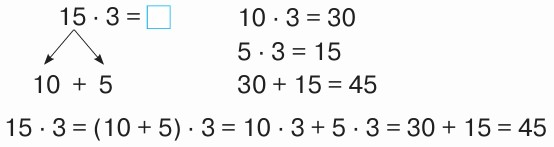 15 · 3 = □
10 + 5
10 · 3 = 30
5 · 3 = 15
30 + 15 = 45
15 · 3 = (10 + 5) · 3 = 10 · 3 + 5 · 3 = 30 + 15 = 45